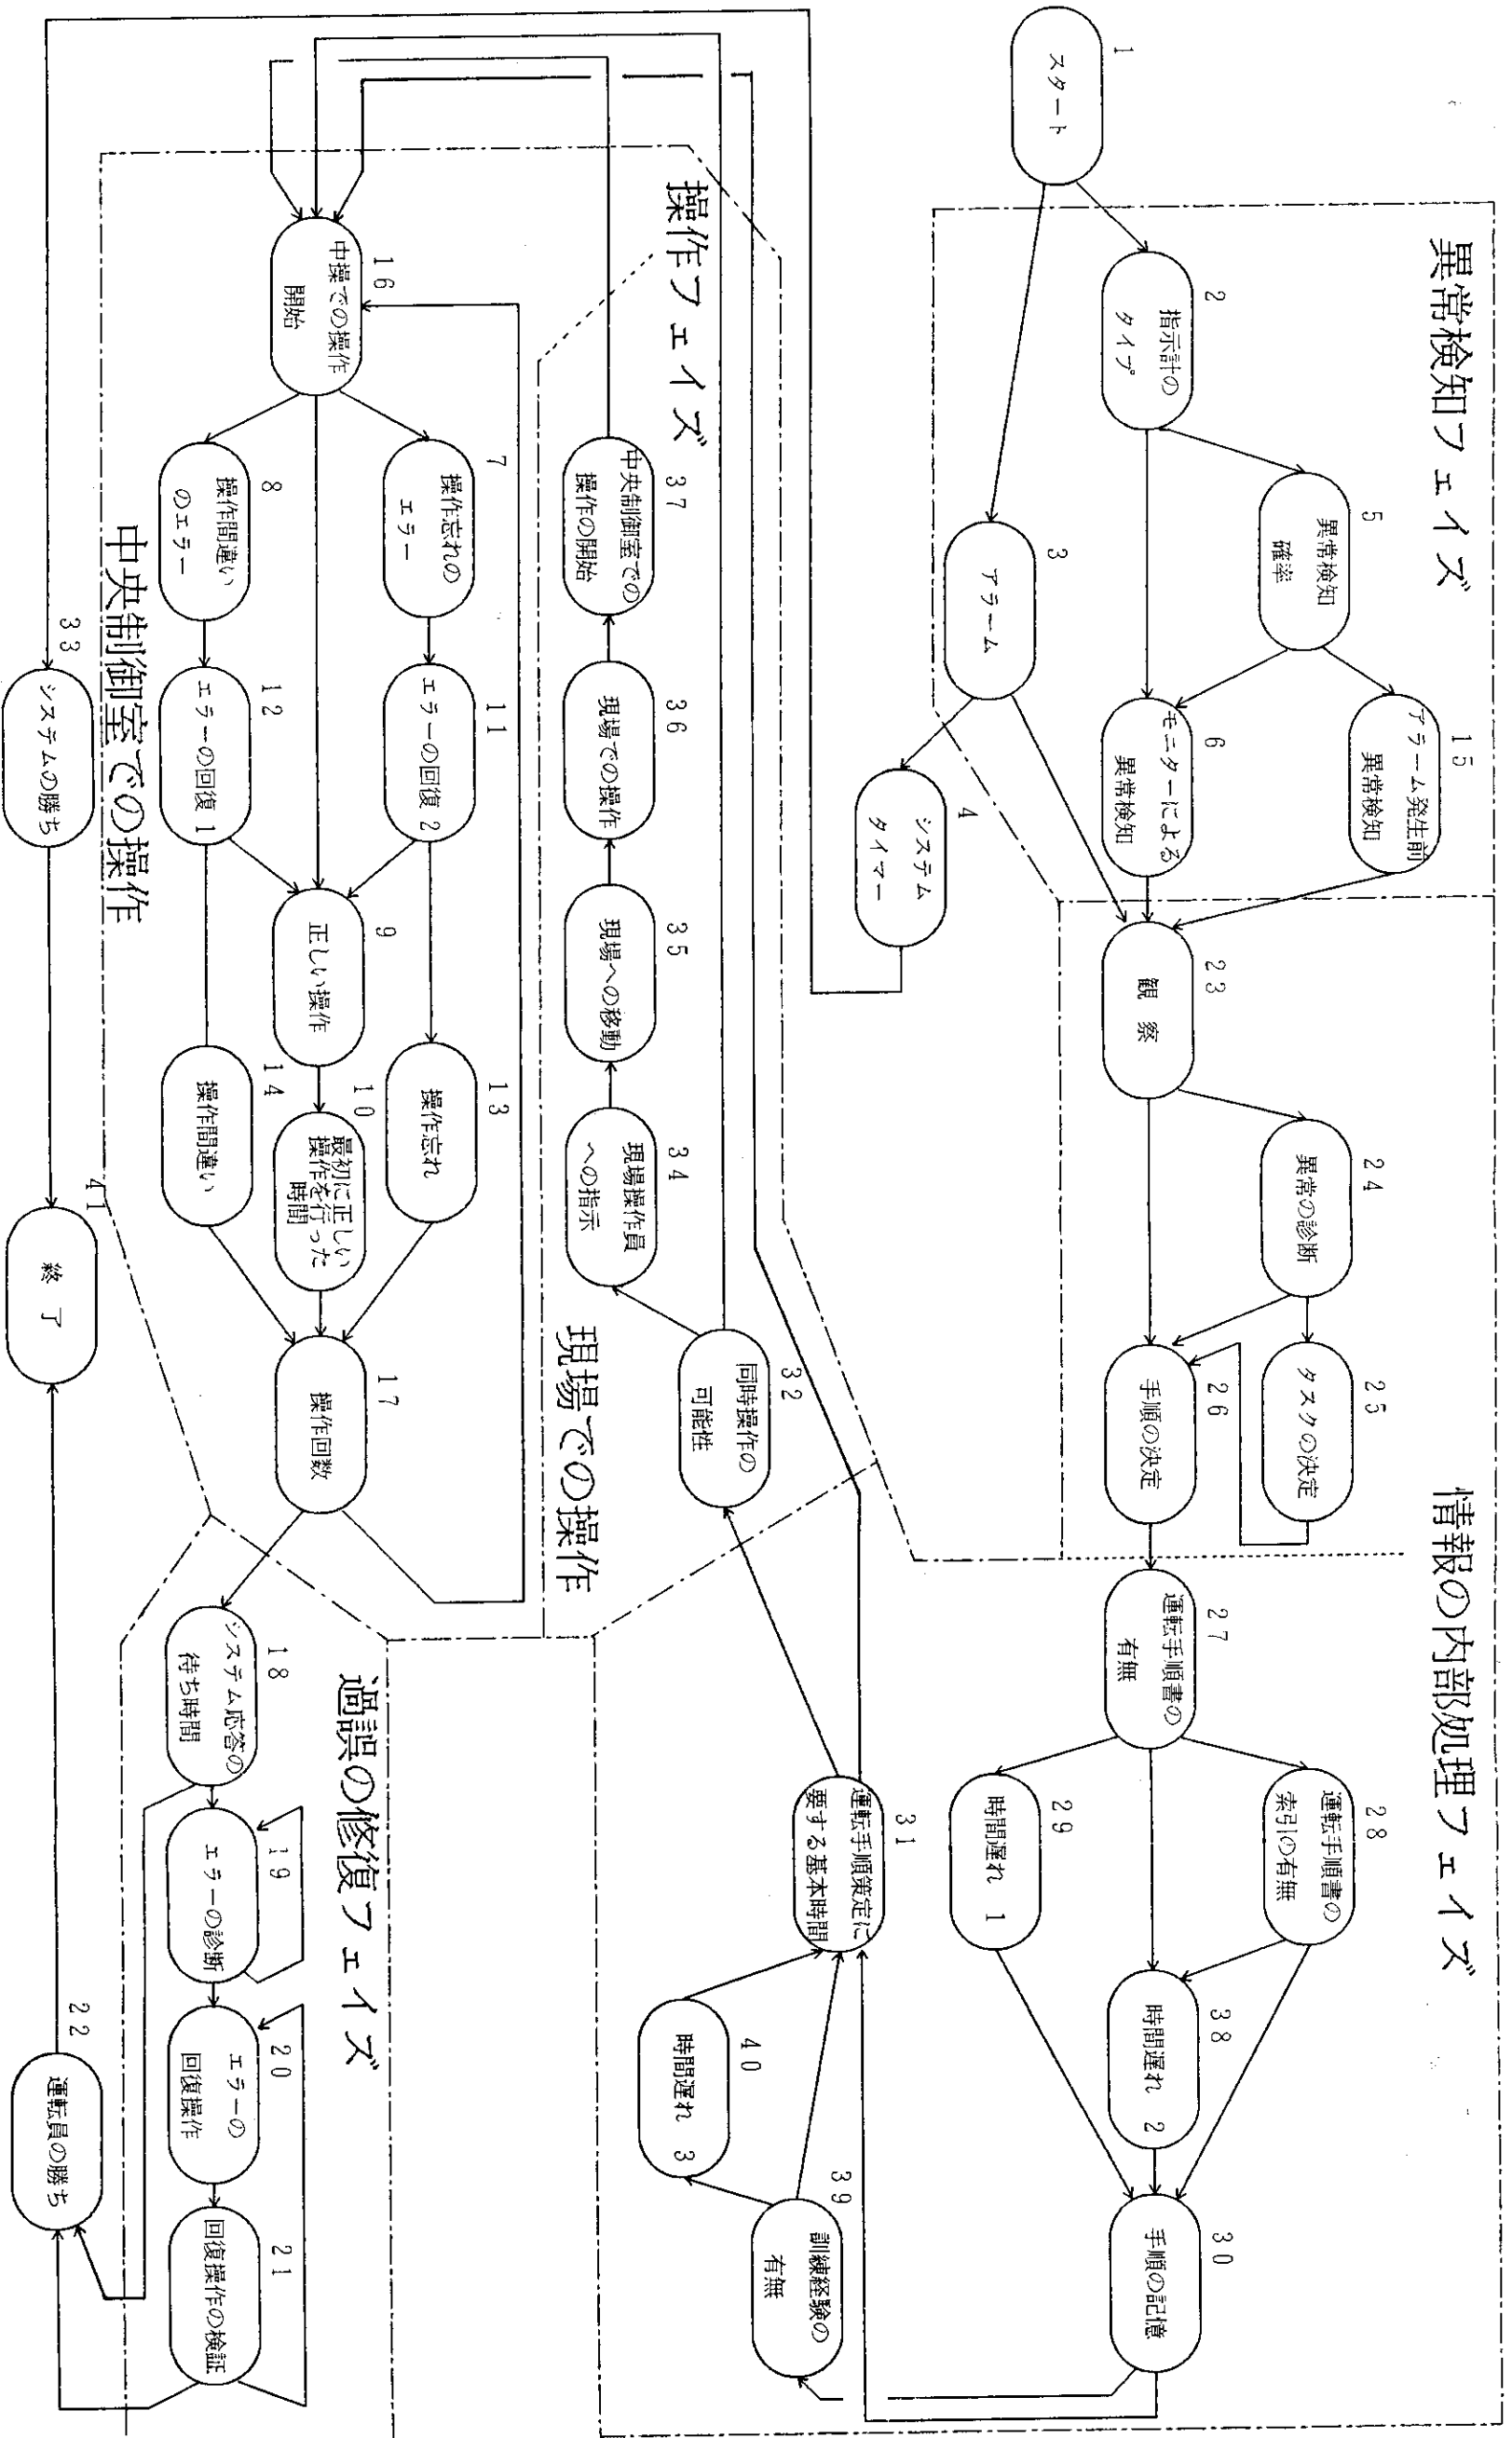 異常検知フェイズ
情報の内部処理フェイズ
1
スタート
2
指示計の
タイプ
3
アラーム
4
システム
タイマー
5
異常検知
確率
15
アラーム発生前
異常検知
6
モニターによる
異常検知
23
観 察
24
異常の診断
25
タスクの決定
26
手順の決定
27
運転手順書の
有無
28
運転手順書の
索引の有無
29
時間遅れ 1
38
時間遅れ 2
30
手順の記憶
31
運転手順策定に
要する基本時間
39
訓練経験の
有無
40
時間遅れ 3
操作フェイズ
32
同時操作の
可能性
34
現場操作員
への指示
35
現場への移動
36
現場での操作
37
中央制御室での
操作の開始
現場での操作
16
中操での操作
開始
7
操作忘れの
エラー
8
操作間違い
のエラー
11
エラーの回復2
12
エラーの回復1
9
正しい操作
13
操作忘れ
10
最初に正しい
操作を行った
時間
14
操作間違い
17
操作回数
中央制御室での操作
過誤の修復フェイズ
18
システム応答の
待ち時間
19
エラーの診断
20
エラーの
回復操作
21
回復操作の検証
33
システムの勝ち
41
終 了
22
運転員の勝ち